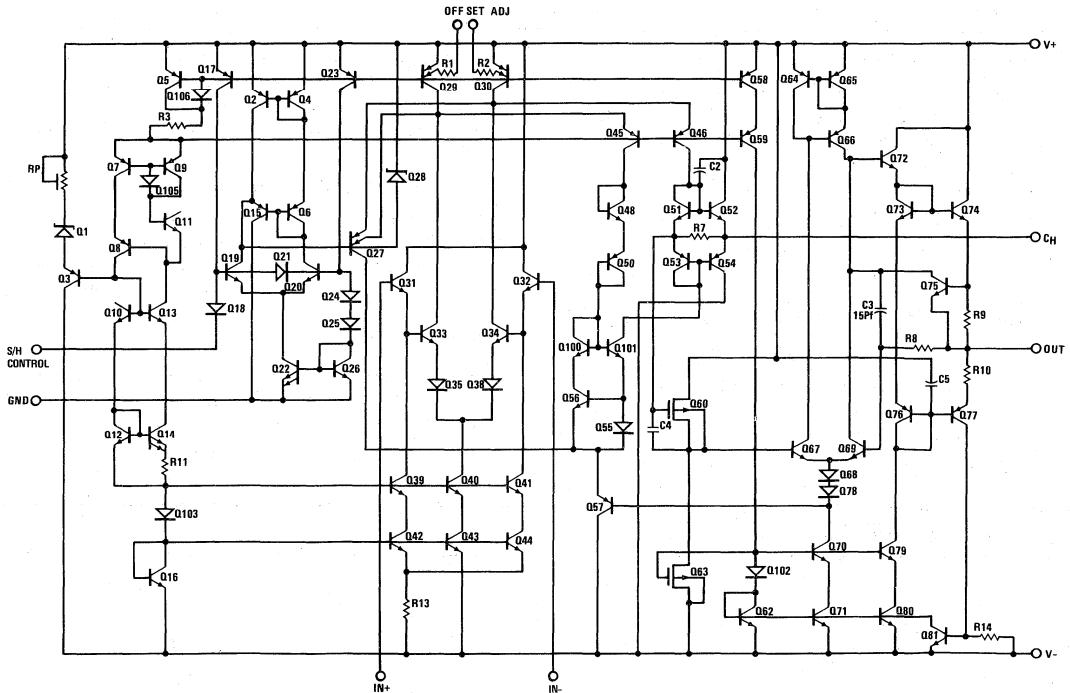 OFF SET ADJ
V+
Q5
Q17
Q106
Q2
Q4
Q23
R1
Q29
R2
Q30
Q58
Q64
Q65
R3
Q7
Q9
Q105
Q11
Q45
Q46
Q59
Q66
Q72
RP
Q28
C2
Q1
Q15
Q6
Q48
Q51
Q52
Q73
Q74
Q8
Q27
R7
CH
Q3
Q19
Q21
Q20
Q50
Q53
Q54
Q31
Q32
Q75
Q10
Q13
Q18
Q24
Q25
Q33
Q34
C3
15Pf
R9
S/H
CONTROL
Q100
Q101
R8
OUT
Q22
Q26
Q35
Q38
Q56
Q60
C5
R10
GND
Q55
C4
Q76
Q77
Q12
Q14
R11
Q67
Q69
Q68
Q78
Q39
Q40
Q41
Q57
Q103
Q42
Q43
Q44
Q70
Q79
Q16
Q63
Q102
R13
Q62
Q71
Q80
Q81
R14
V-
IN+
IN-